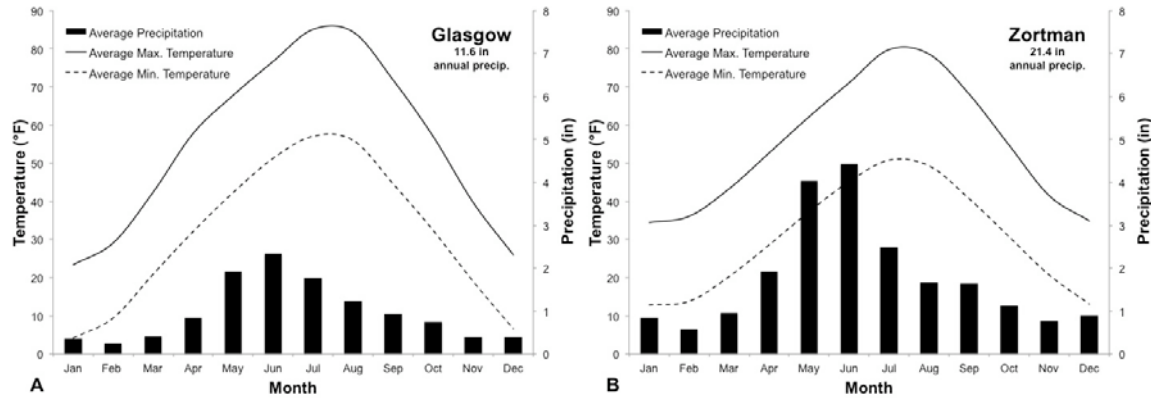 90
80
70
60
50
40
30
20
10
0
Temperature (°F)
Average Precipitation
Average Max. Temperature
Average Min. Temperature
Glasgow
11.6 in
annual precip.
8
7
6
5
4
3
2
1
0
Precipitation (in)
Jan Feb Mar Apr May Jun Jul Aug Sep Oct Nov Dec
Month
A
90
80
70
60
50
40
30
20
10
0
Temperature (°F)
Average Precipitation
Average Max. Temperature
Average Min. Temperature
Zortman
21.4 in
annual precip.
8
7
6
5
4
3
2
1
0
Precipitation (in)
Jan Feb Mar Apr May Jun Jul Aug Sep Oct Nov Dec
Month
B